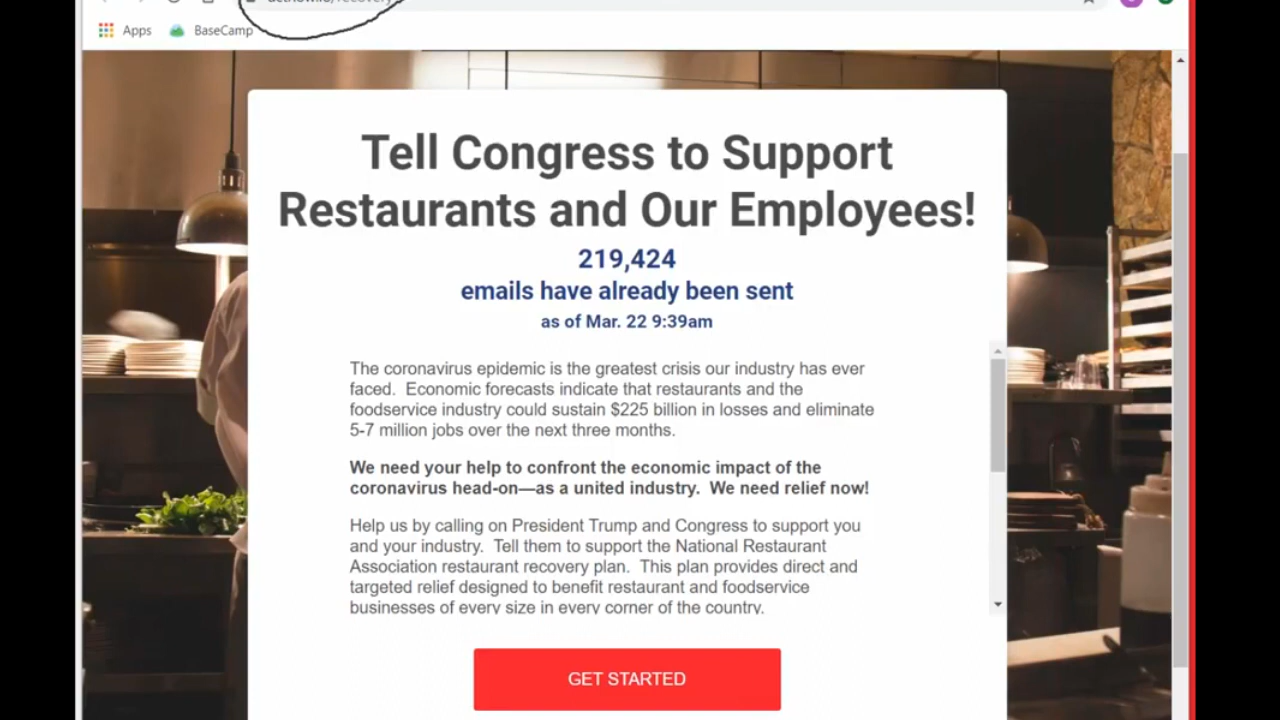 Apps BaseCamp
Tell Congress to Support
Restaurants and Our Employees!
219,424
emails have already been sent
as of Mar. 22 9:39am
The coronavirus epidemic is the greatest crisis our industry has ever
faced. Economic forecasts indicate that restaurants and the
foodservice industry could sustain $225 billion in losses and eliminate
5-7 million jobs over the next three months.
We need your help to confront the economic impact of the
coronavirus head-on—as a united industry. We need relief now!
Help us by calling on President Trump and Congress to support you
and your industry. Tell them to support the National Restaurant
Association restaurant recovery plan. This plan provides direct and
targeted relief designed to benefit restaurant and foodservice
businesses of every size in every corner of the country.
GET STARTED